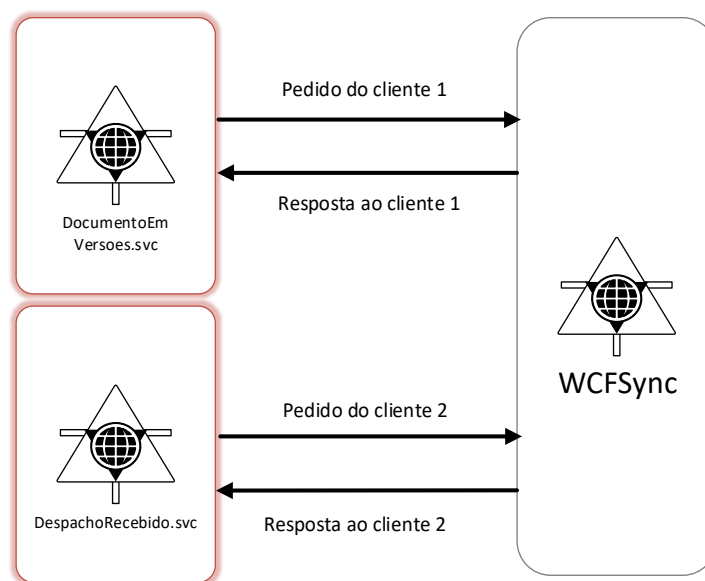 Pedido do cliente 1
Resposta ao cliente 1
DocumentoEm
Versoes.svc
WCFSync
Pedido do cliente 2
DespachoRecebido.svc
Resposta ao cliente 2